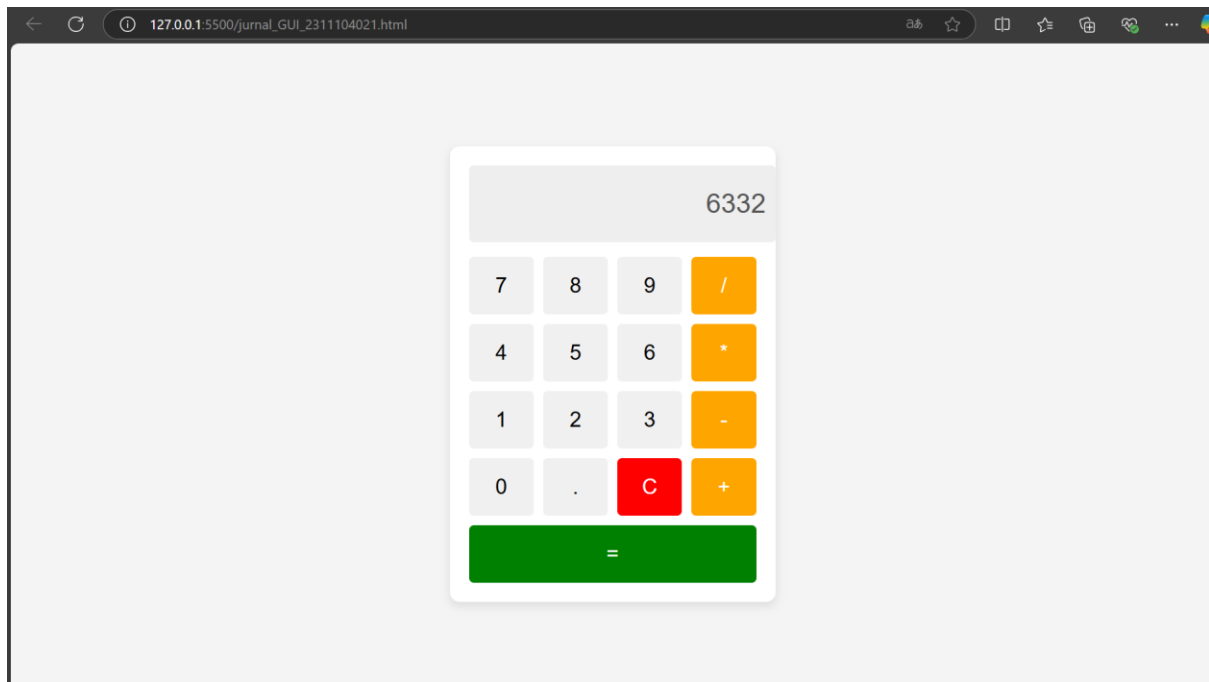 127.0.0.1:5500/jurnal_GUI_2311104021.html
6332
7 8 9 /
4 5 6 *
1 2 3 -
0 . C +
=